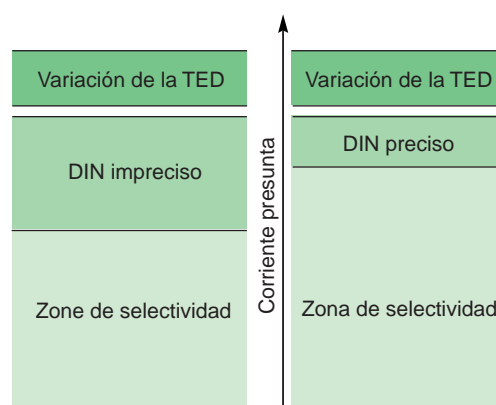 Variación de la TED
DIN impreciso
Zone de selectividad
Corriente presunta
Variación de la TED
DIN preciso
Zona de selectividad